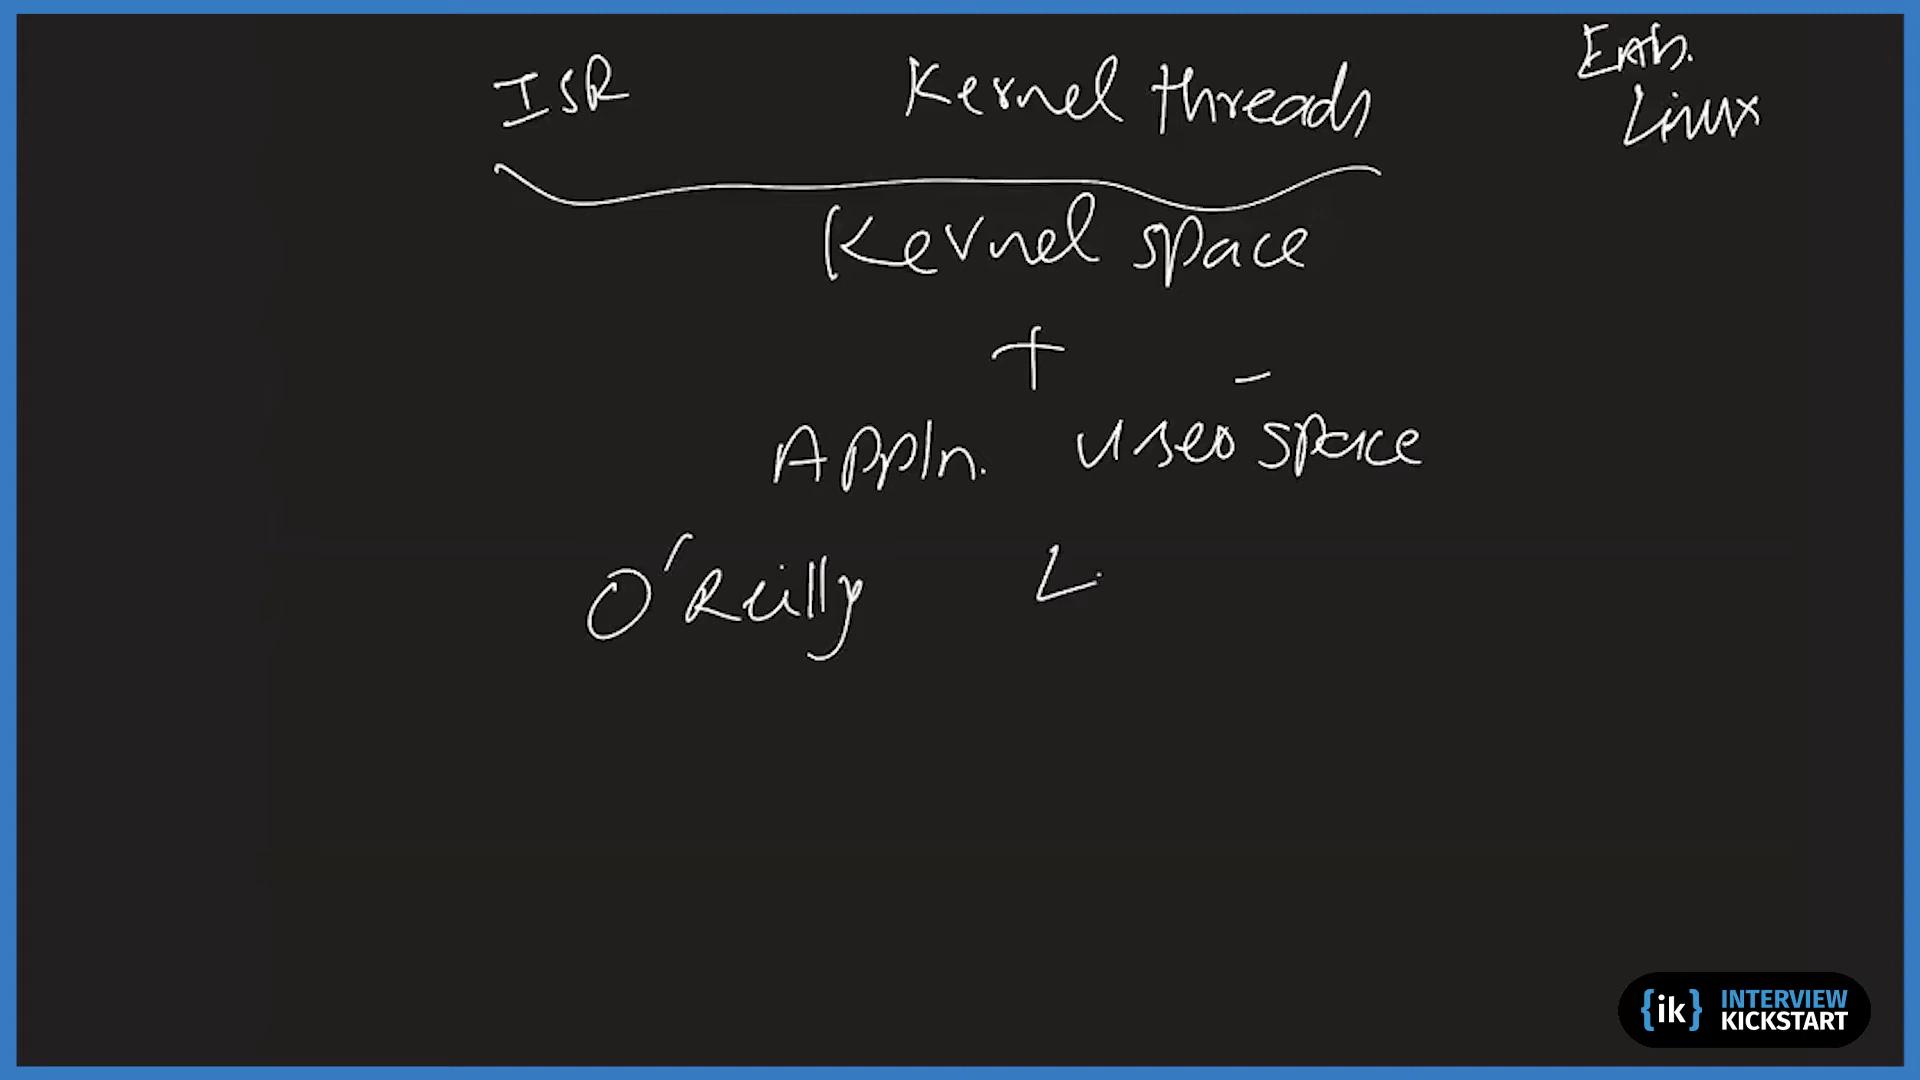 ISR Kernel threads
Emb.
Linux
Kernel space
+
Appln. user space
O'Reilly L
{ik} INTERVIEW
KICKSTART